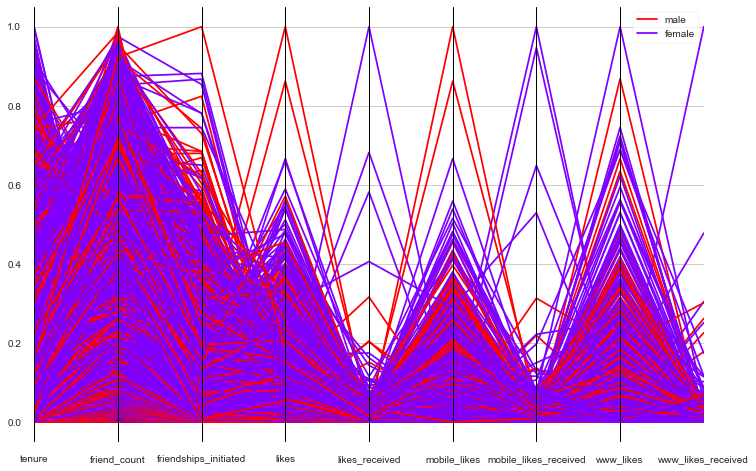 1.0
male
female
0.8
0.6
0.4
0.2
0.0
tenure friend_count friendships_initiated likes likes_received mobile_likes mobile_likes_received www_likes www_likes_received